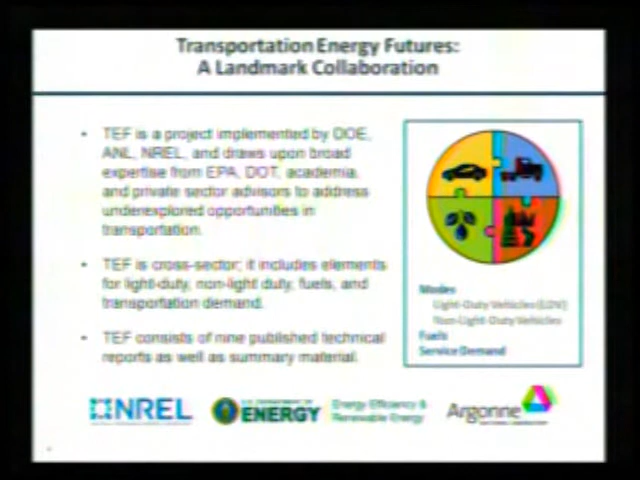 Transportation Energy Futures:
A Landmark Collaboration
• TEF is a project implemented by DOE,
ANL, NREL, and draws upon broad
expertise from EPA, DOT, academia,
and private sector advisors to address
underexplored opportunities in
transportation.
• TEF is cross-sector; it includes elements
for light-duty, non-light duty, fuels, and
transportation demand.
• TEF consists of nine published technical
reports as well as summary material.
Modes
Light-Duty Vehicles (LDV)
Non-Light-Duty Vehicles
Fuels
Service Demand
NREL
U.S. DEPARTMENT OF
ENERGY
Energy Efficiency &
Renewable Energy
Argonne